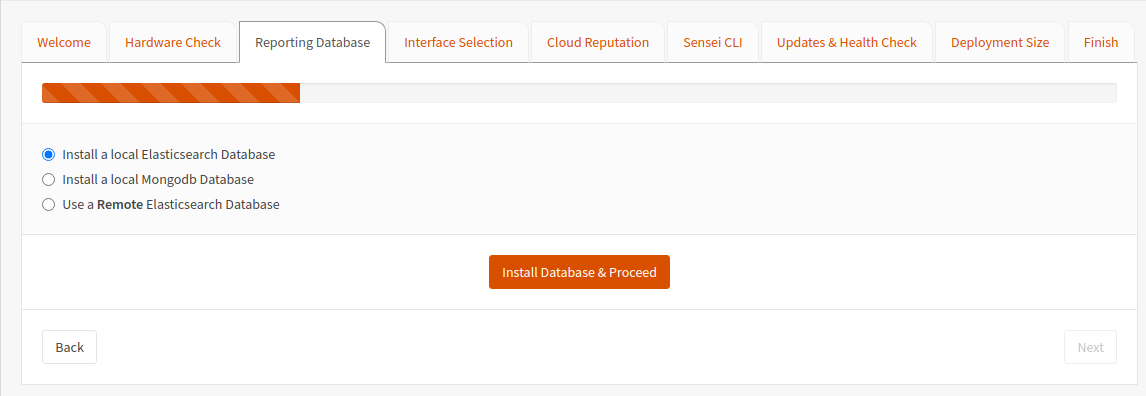 Welcome Hardware Check Reporting Database Interface Selection Cloud Reputation Sensei CLI Updates & Health Check Deployment Size Finish
Install a local Elasticsearch Database
Install a local Mongodb Database
Use a Remote Elasticsearch Database
Install Database & Proceed
Back Next